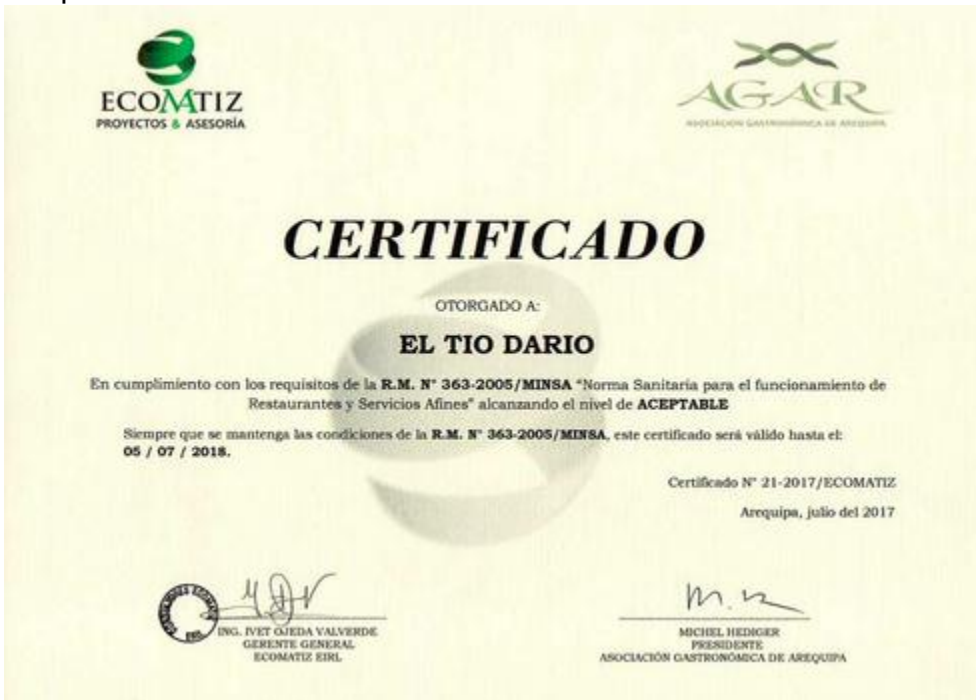 ECOMATIZ
PROYECTOS & ASESORÍA
AGAR
ASOCIACIÓN GASTRONÓMICA DE AREQUIPA
CERTIFICADO
OTORGADO A:
EL TIO DARIO
En cumplimiento con los requisitos de la R.M. N° 363-2005/MINSA "Norma Sanitaria para el funcionamiento de
Restaurantes y Servicios Afines" alcanzando el nivel de ACEPTABLE
Siempre que se mantenga las condiciones de la R.M. N° 363-2005/MINSA, este certificado será válido hasta el:
05 / 07 / 2018.
Certificado N° 21-2017/ECOMATIZ
Arequipa, julio del 2017
ING. IVET OJEDA VALVERDE
GERENTE GENERAL
ECOMATIZ EIRL
MICHEL HEDIGER
PRESIDENTE
ASOCIACIÓN GASTRONÓMICA DE AREQUIPA